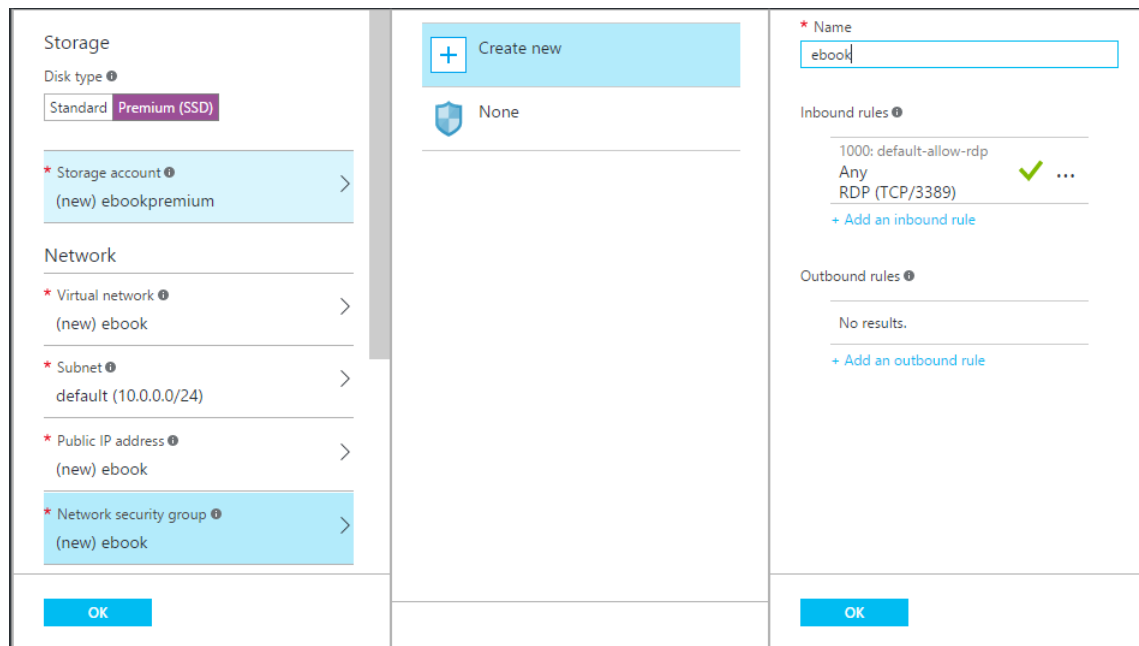 Storage
Disk type
Standard Premium (SSD)
* Storage account
(new) ebookpremium
Network
* Virtual network
(new) ebook
* Subnet
default (10.0.0.0/24)
* Public IP address
(new) ebook
* Network security group
(new) ebook
OK
Create new
None
* Name
ebook
Inbound rules
1000: default-allow-rdp
Any
RDP (TCP/3389)
+ Add an inbound rule
Outbound rules
No results.
+ Add an outbound rule
OK